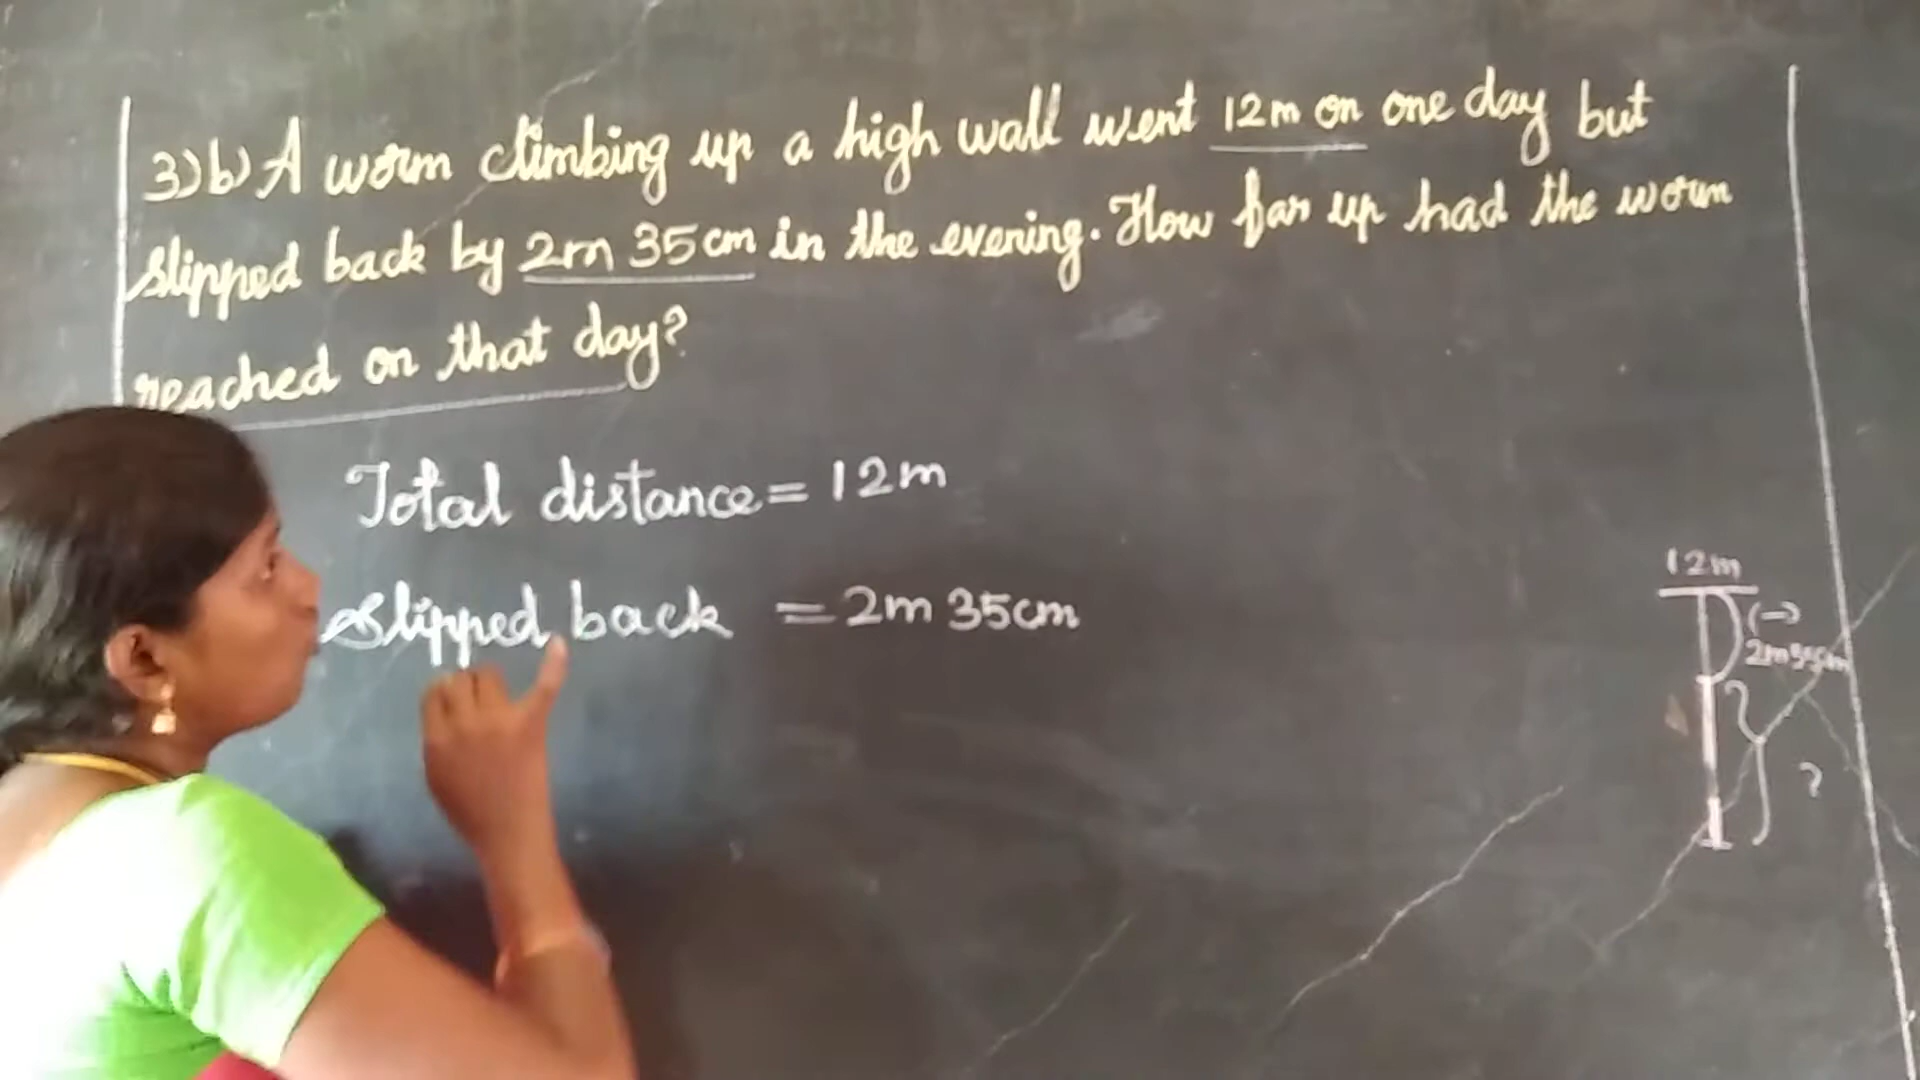 3) b) A worm climbing up a high wall went 12m on one day but
slipped back by 2m 35cm in the evening. How far up had the worm
reached on that day?
Total distance = 12m
Slipped back = 2m 35cm
12m
(-)
2m 35cm
?